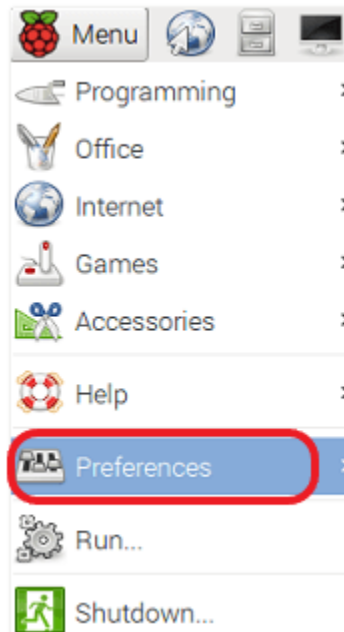 Menu
Programming
Office
Internet
Games
Accessories
Help
Preferences
Run...
Shutdown...